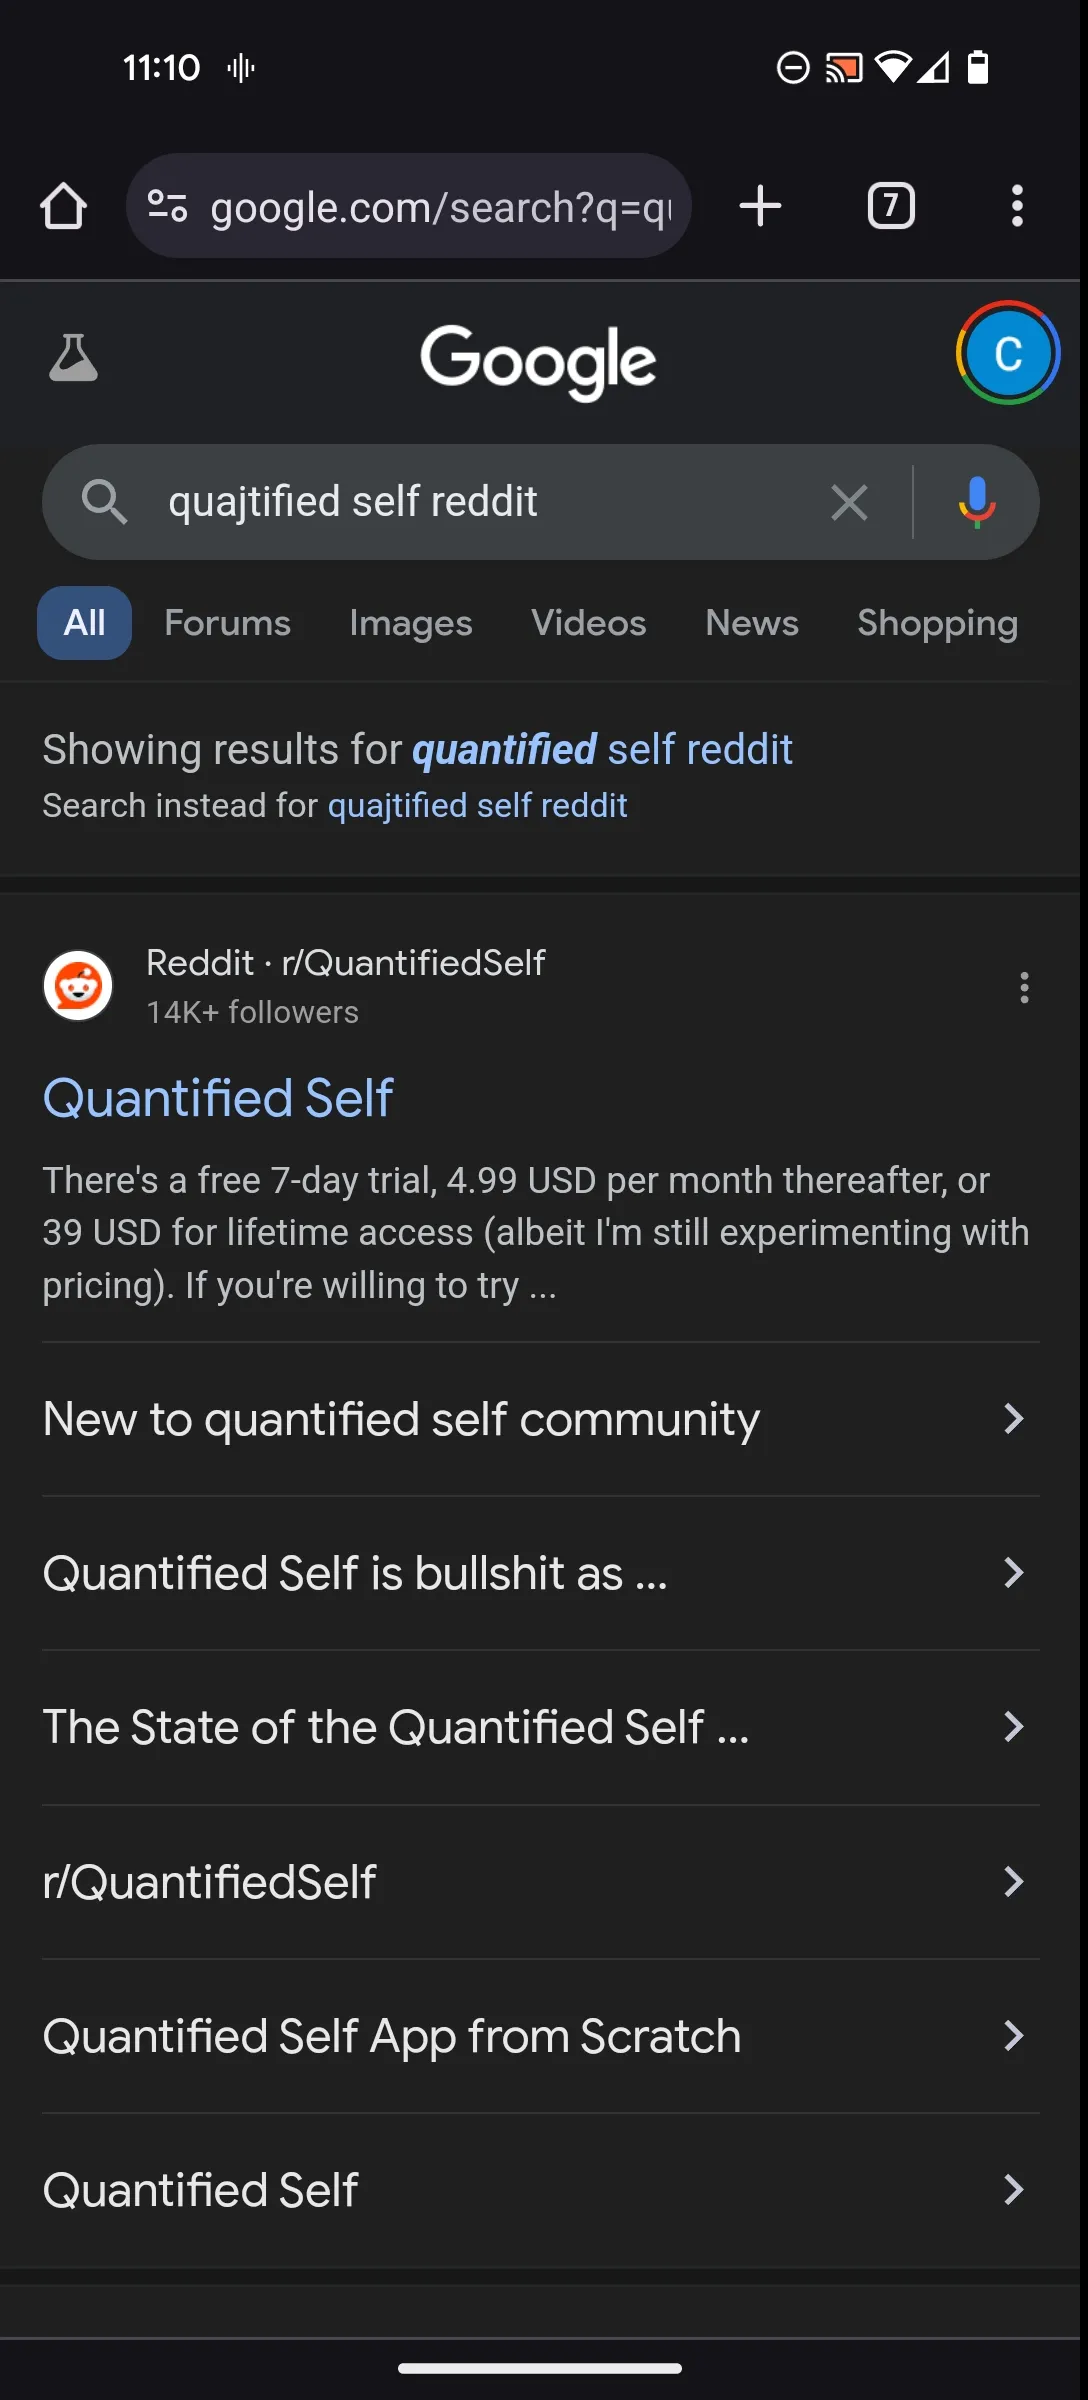 11:10
google.com/search?q=q
7
Google
C
quajtified self reddit
All Forums Images Videos News Shopping
Showing results for quantified self reddit
Search instead for quajtified self reddit
Reddit · r/QuantifiedSelf
14K+ followers
Quantified Self
There's a free 7-day trial, 4.99 USD per month thereafter, or
39 USD for lifetime access (albeit I'm still experimenting with
pricing). If you're willing to try ...
New to quantified self community
Quantified Self is bullshit as ...
The State of the Quantified Self ...
r/QuantifiedSelf
Quantified Self App from Scratch
Quantified Self